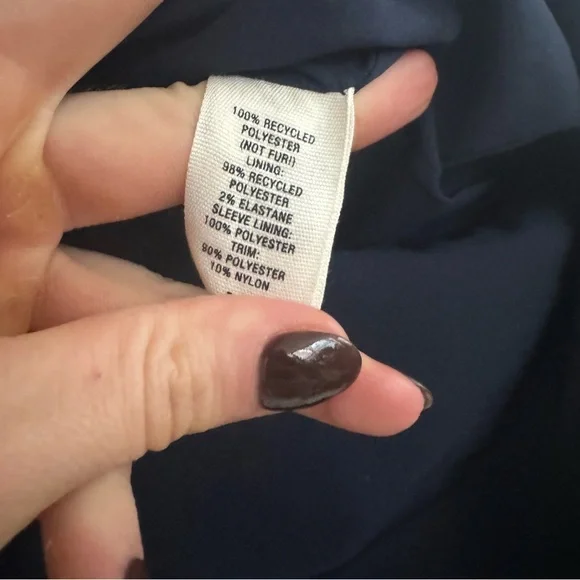 100% RECYCLED
POLYESTER
(NOT FUR!)
LINING:
98% RECYCLED
POLYESTER
2% ELASTANE
SLEEVE LINING:
100% POLYESTER
TRIM:
90% POLYESTER
10% NYLON